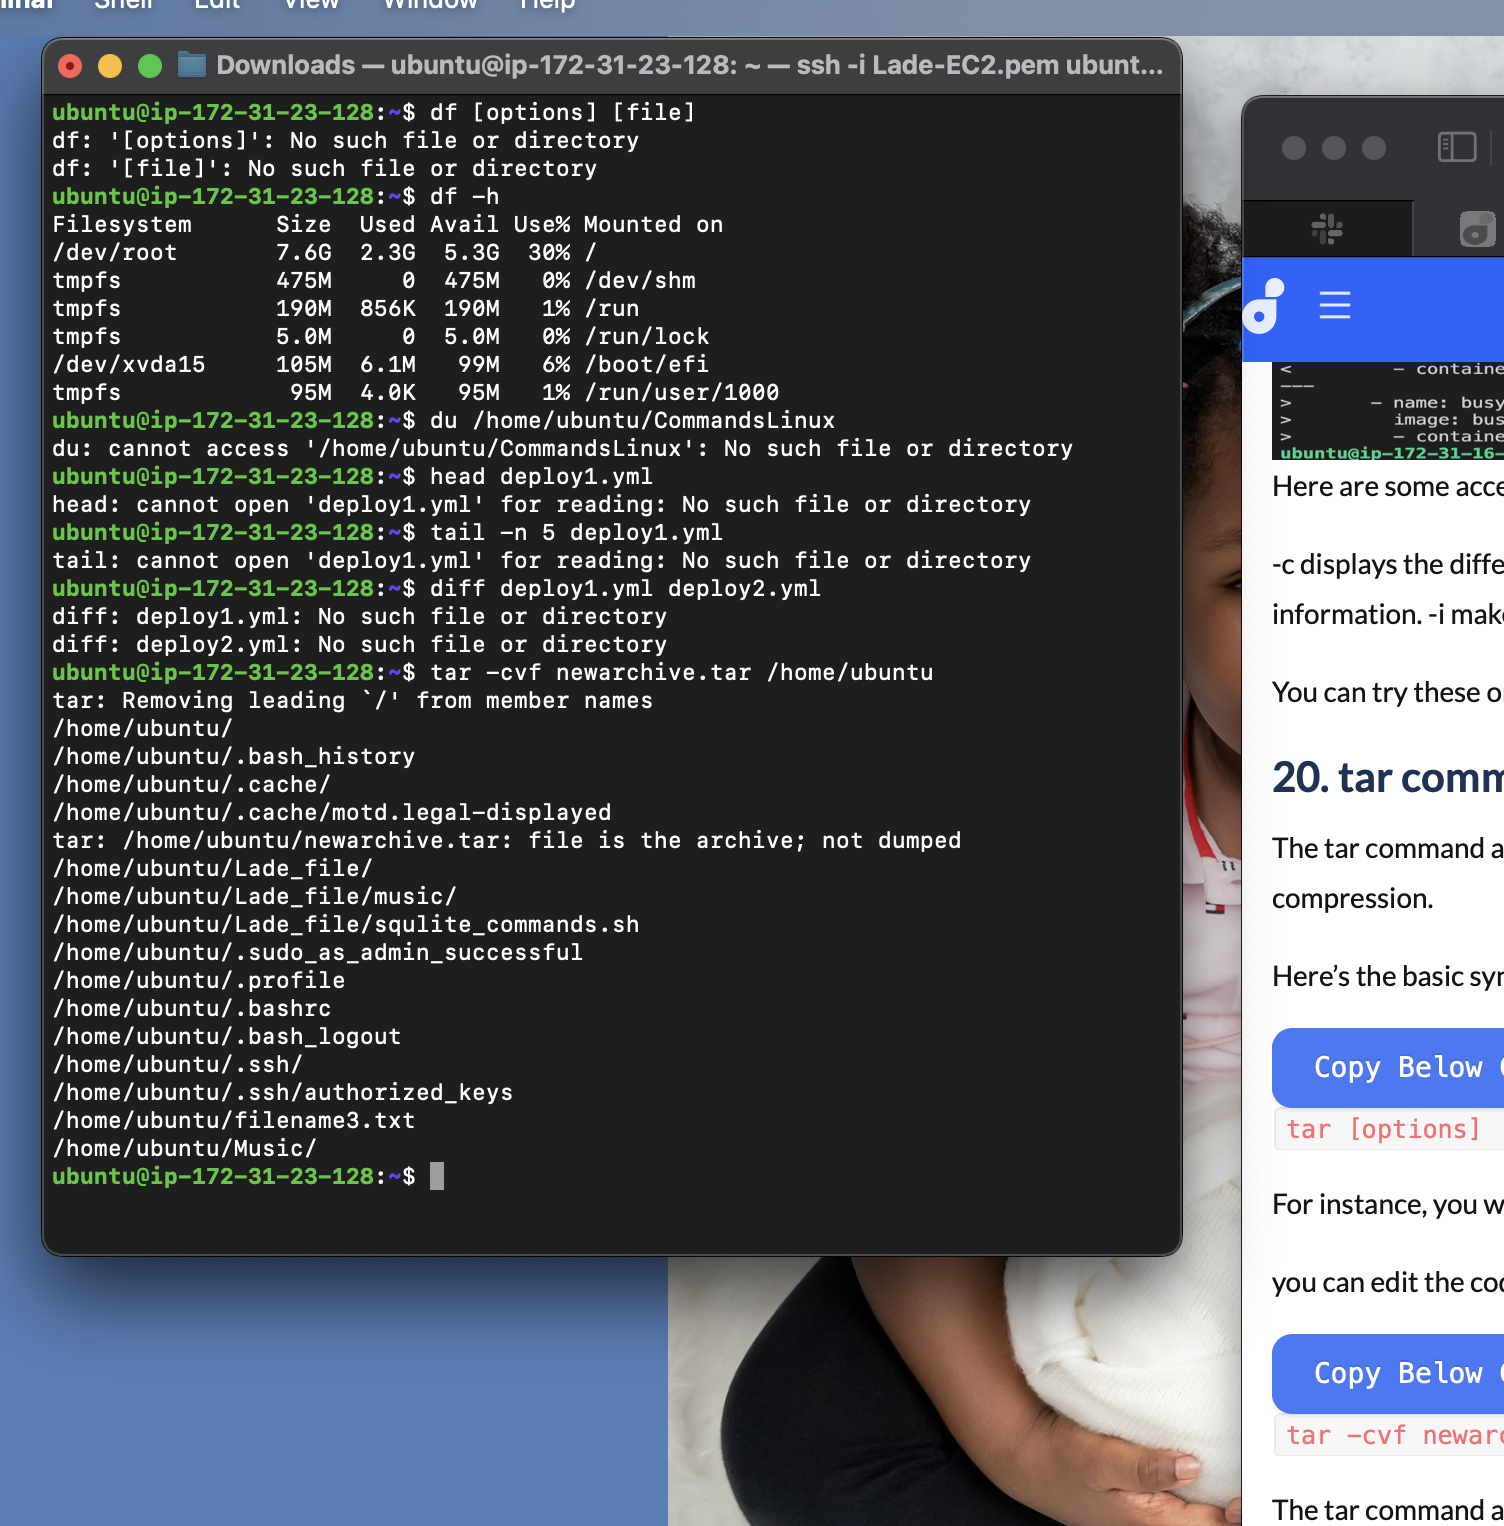 Shell Edit View Window Help
Downloads — ubuntu@ip-172-31-23-128: ~ — ssh -i Lade-EC2.pem ubunt...
ubuntu@ip-172-31-23-128:~$ df [options] [file]
df: '[options]': No such file or directory
df: '[file]': No such file or directory
ubuntu@ip-172-31-23-128:~$ df -h
Filesystem Size Used Avail Use% Mounted on
/dev/root 7.6G 2.3G 5.3G 30% /
tmpfs 475M 0 475M 0% /dev/shm
tmpfs 190M 856K 190M 1% /run
tmpfs 5.0M 0 5.0M 0% /run/lock
/dev/xvda15 105M 6.1M 99M 6% /boot/efi
tmpfs 95M 4.0K 95M 1% /run/user/1000
ubuntu@ip-172-31-23-128:~$ du /home/ubuntu/CommandsLinux
du: cannot access '/home/ubuntu/CommandsLinux': No such file or directory
ubuntu@ip-172-31-23-128:~$ head deploy1.yml
head: cannot open 'deploy1.yml' for reading: No such file or directory
ubuntu@ip-172-31-23-128:~$ tail -n 5 deploy1.yml
tail: cannot open 'deploy1.yml' for reading: No such file or directory
ubuntu@ip-172-31-23-128:~$ diff deploy1.yml deploy2.yml
diff: deploy1.yml: No such file or directory
diff: deploy2.yml: No such file or directory
ubuntu@ip-172-31-23-128:~$ tar -cvf newarchive.tar /home/ubuntu
tar: Removing leading `/' from member names
/home/ubuntu/
/home/ubuntu/.bash_history
/home/ubuntu/.cache/
/home/ubuntu/.cache/motd.legal-displayed
tar: /home/ubuntu/newarchive.tar: file is the archive; not dumped
/home/ubuntu/Lade_file/
/home/ubuntu/Lade_file/music/
/home/ubuntu/Lade_file/squlite_commands.sh
/home/ubuntu/.sudo_as_admin_successful
/home/ubuntu/.profile
/home/ubuntu/.bashrc
/home/ubuntu/.bash_logout
/home/ubuntu/.ssh/
/home/ubuntu/.ssh/authorized_keys
/home/ubuntu/filename3.txt
/home/ubuntu/Music/
ubuntu@ip-172-31-23-128:~$
< - containe
---
> - name: busy
> image: bus
> - containe
ubuntu@ip-172-31-16-
Here are some acce
-c displays the diffe
information. -i make
You can try these o
20. tar comm
The tar command a
compression.
Here's the basic syn
Copy Below
tar [options]
For instance, you w
you can edit the cod
Copy Below
tar -cvf newarc
The tar command a